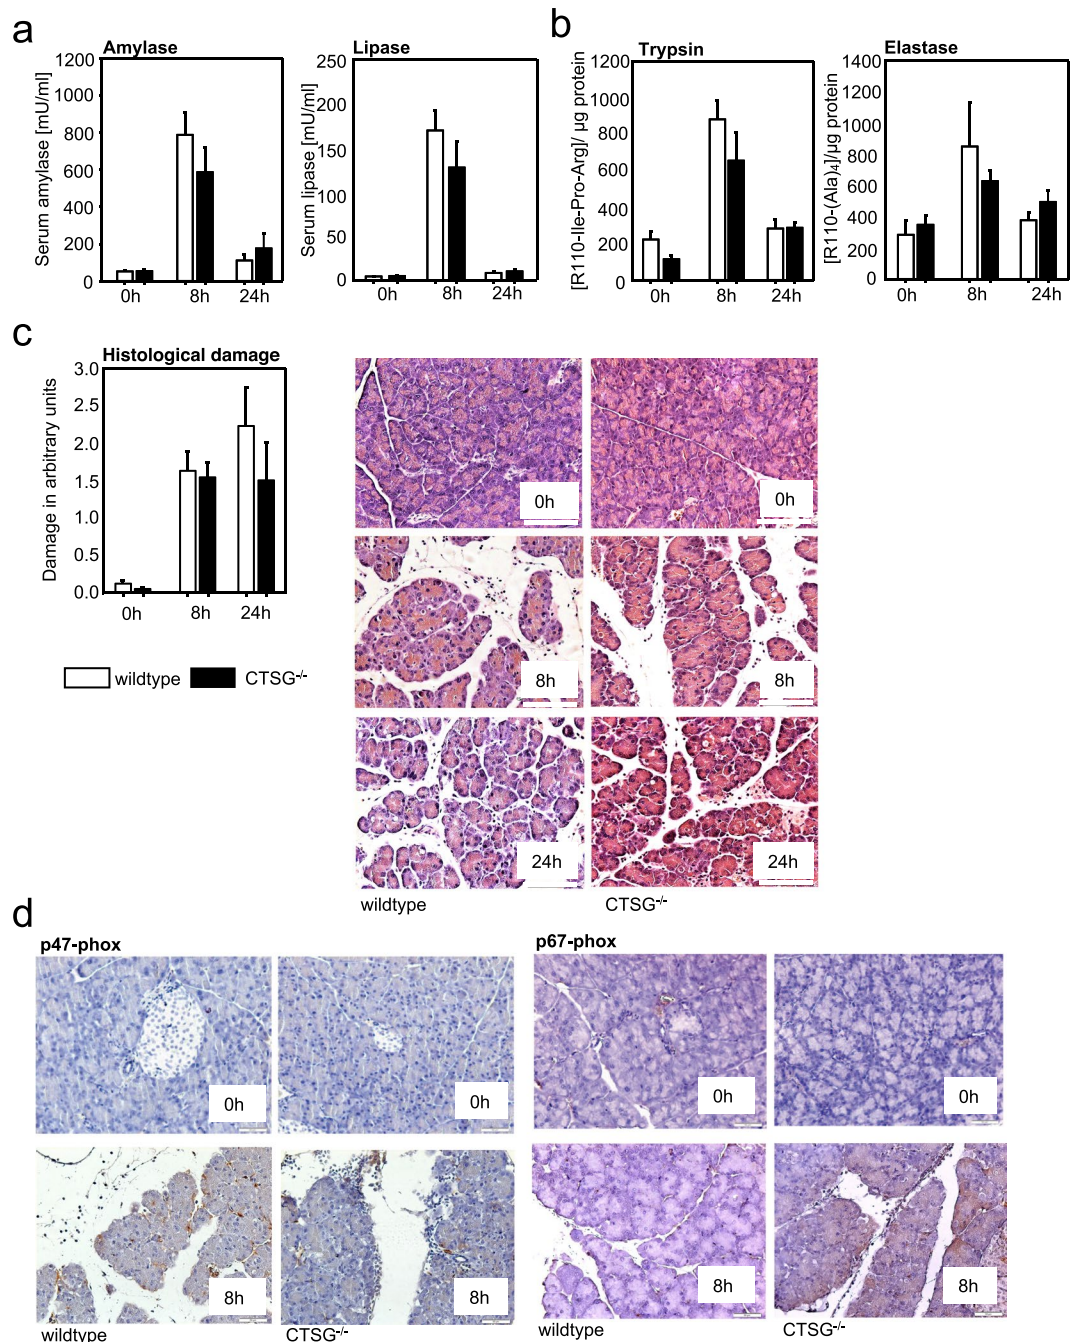 a
Amylase
Serum amylase [mU/ml]
1200
1000
800
600
400
200
0
0h 8h 24h
Lipase
Serum lipase [mU/ml]
250
200
150
100
50
0
0h 8h 24h
b
Trypsin
[R110-Ile-Pro-Arg]/ µg protein
1200
1000
800
600
400
200
0
0h 8h 24h
Elastase
[R110-(Ala)₄]/µg protein
1400
1200
1000
800
600
400
200
0
0h 8h 24h
c
Histological damage
Damage in arbitrary units
3.0
2.5
2.0
1.5
1.0
0.5
0.0
0h 8h 24h
wildtype CTSG-/-
0h 0h
8h 8h
24h 24h
wildtype CTSG-/-
d
p47-phox
0h 0h
8h 8h
wildtype CTSG-/-
p67-phox
0h 0h
8h 8h
wildtype CTSG-/-